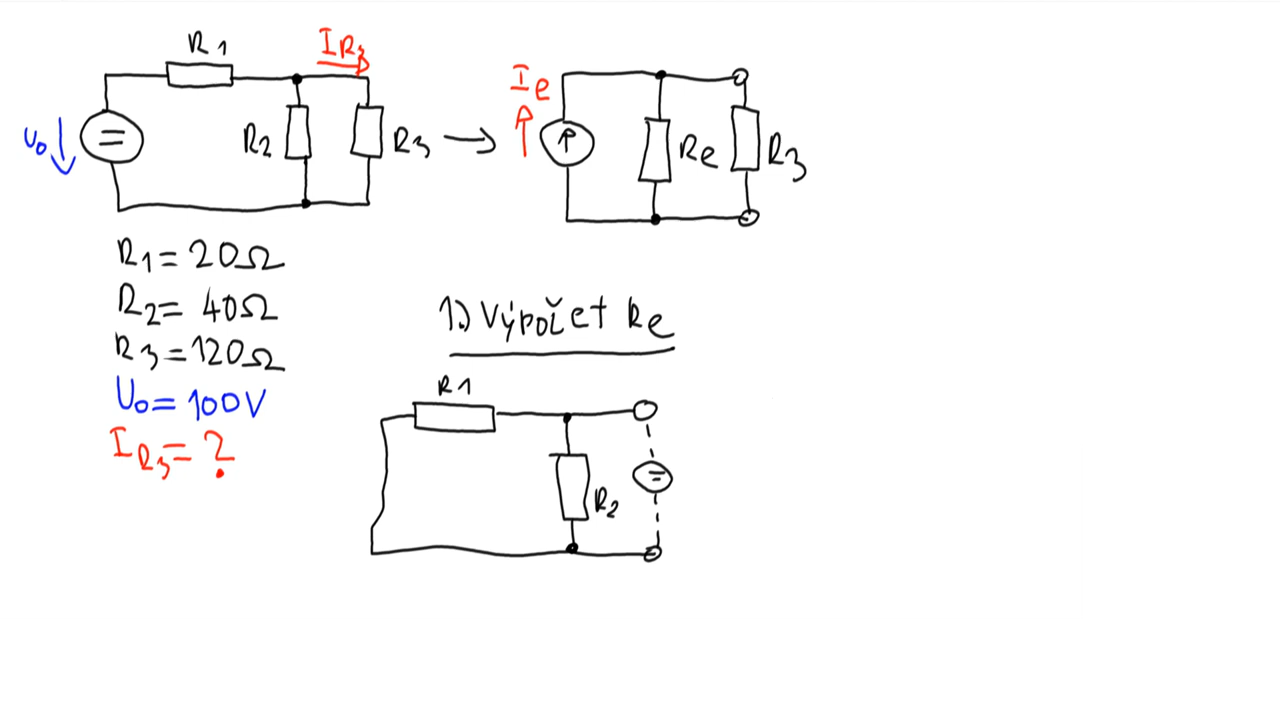 R1
IR3
U0
R2
R3
Ie
Re
R3
R1=20Ω
R2=40Ω
R3=120Ω
U0=100V
IR3=?
1.) Výpočet Re
R1
R2